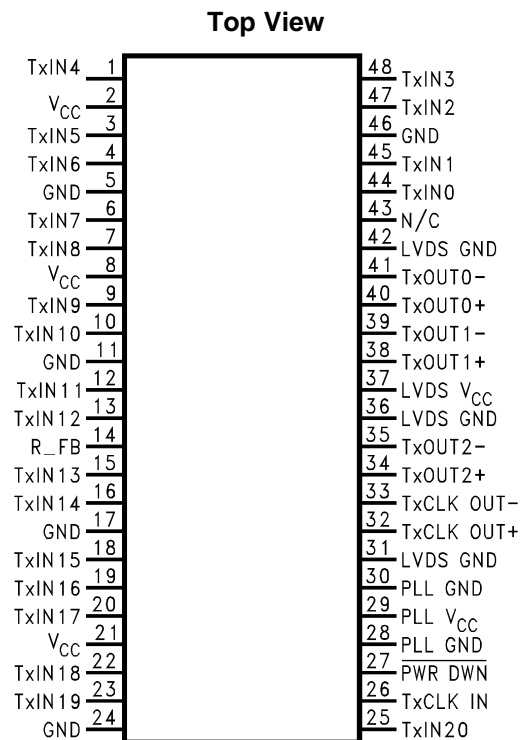 Top View
TxIN4 1
V_CC 2
TxIN5 3
TxIN6 4
GND 5
TxIN7 6
TxIN8 7
V_CC 8
TxIN9 9
TxIN10 10
GND 11
TxIN11 12
TxIN12 13
R_FB 14
TxIN13 15
TxIN14 16
GND 17
TxIN15 18
TxIN16 19
TxIN17 20
V_CC 21
TxIN18 22
TxIN19 23
GND 24
48 TxIN3
47 TxIN2
46 GND
45 TxIN1
44 TxIN0
43 N/C
42 LVDS GND
41 TxOUT0-
40 TxOUT0+
39 TxOUT1-
38 TxOUT1+
37 LVDS V_CC
36 LVDS GND
35 TxOUT2-
34 TxOUT2+
33 TxCLK OUT-
32 TxCLK OUT+
31 LVDS GND
30 PLL GND
29 PLL V_CC
28 PLL GND
27 PWR DWN
26 TxCLK IN
25 TxIN20